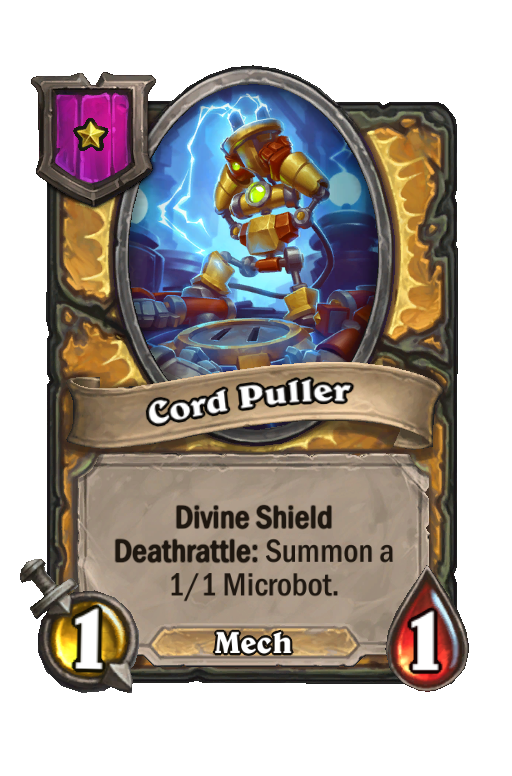 Cord Puller
Divine Shield
Deathrattle: Summon a
1/1 Microbot.
1
Mech
1